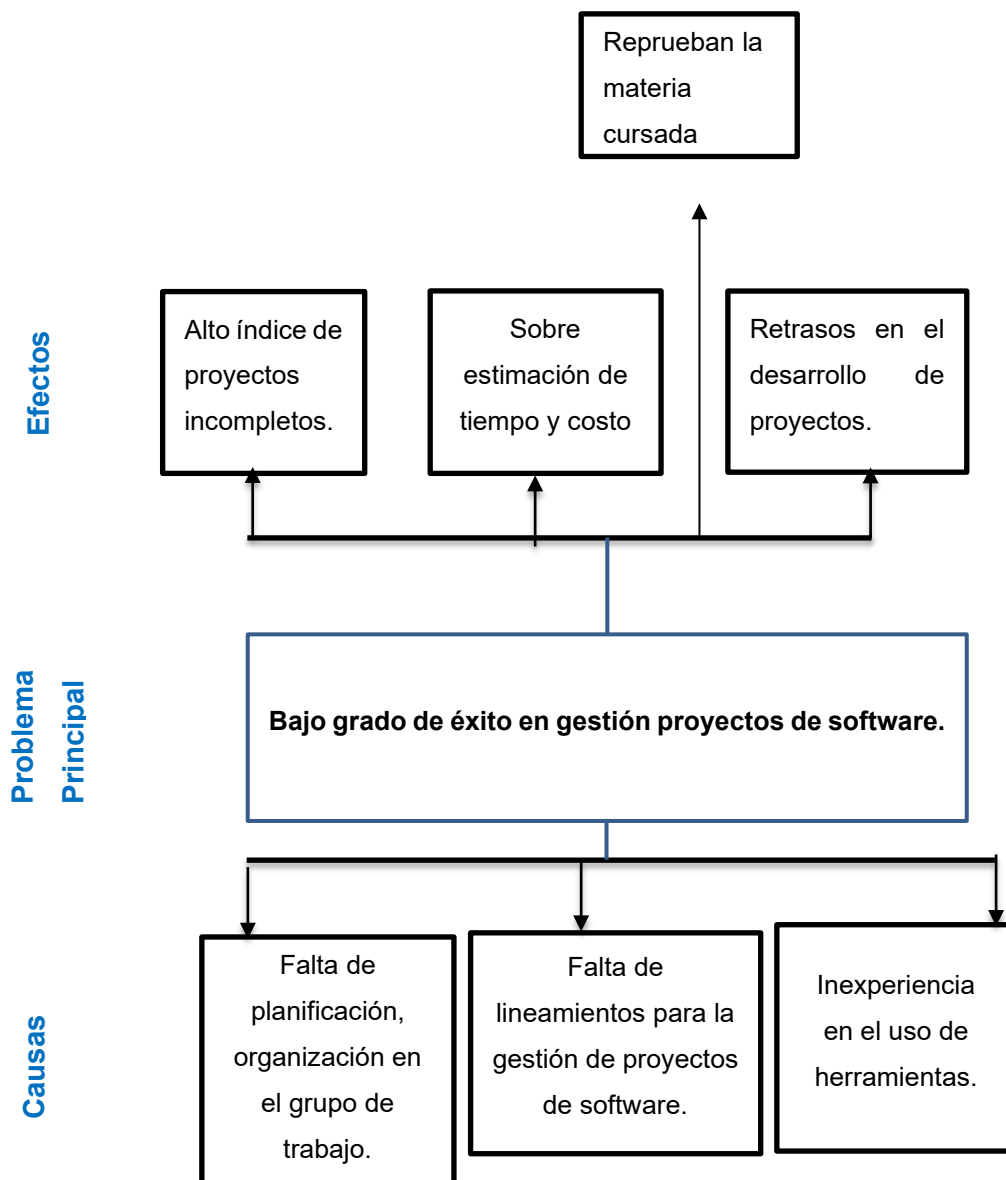 Reprueban la
materia
cursada
Efectos
Alto índice de
proyectos
incompletos.
Sobre
estimación de
tiempo y costo
Retrasos en el
desarrollo de
proyectos.
Problema
Principal
Bajo grado de éxito en gestión proyectos de software.
Causas
Falta de
planificación,
organización en
el grupo de
trabajo.
Falta de
lineamientos para la
gestión de proyectos
de software.
Inexperiencia
en el uso de
herramientas.